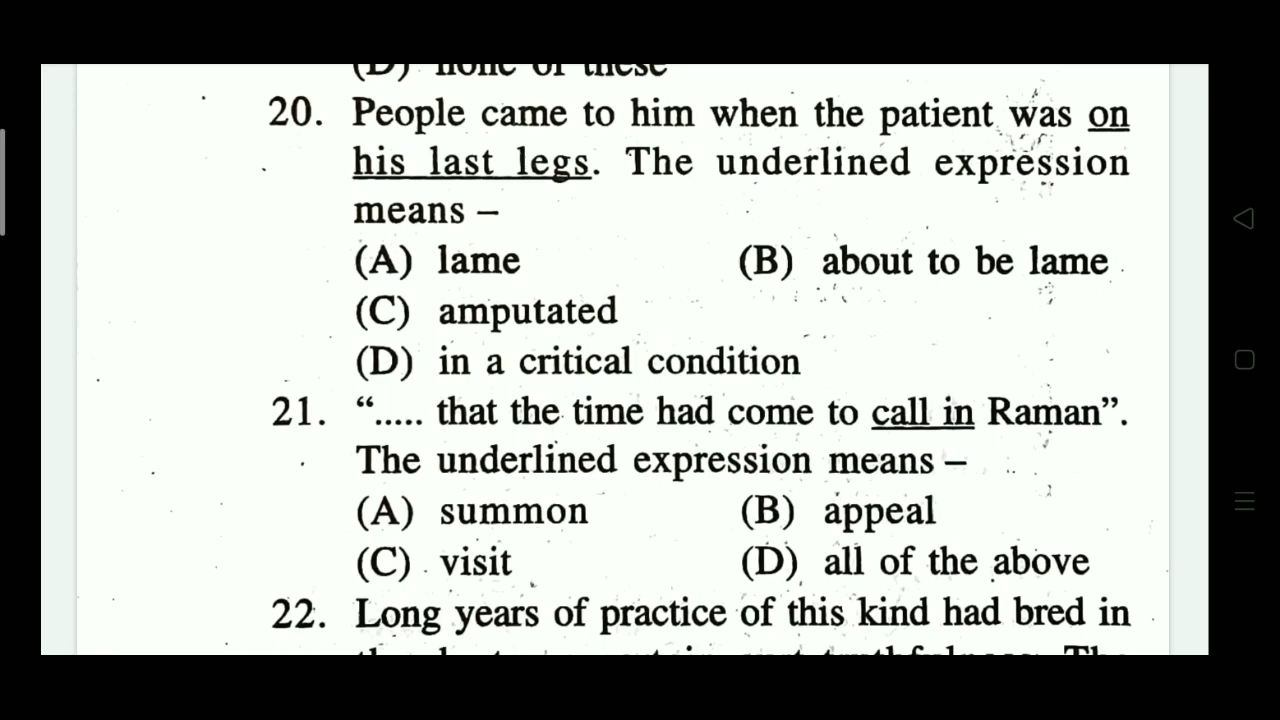 (D) none of these
20. People came to him when the patient was on
his last legs. The underlined expression
means –
(A) lame (B) about to be lame
(C) amputated
(D) in a critical condition
21. “..... that the time had come to call in Raman”.
The underlined expression means –
(A) summon (B) appeal
(C) visit (D) all of the above
22. Long years of practice of this kind had bred in